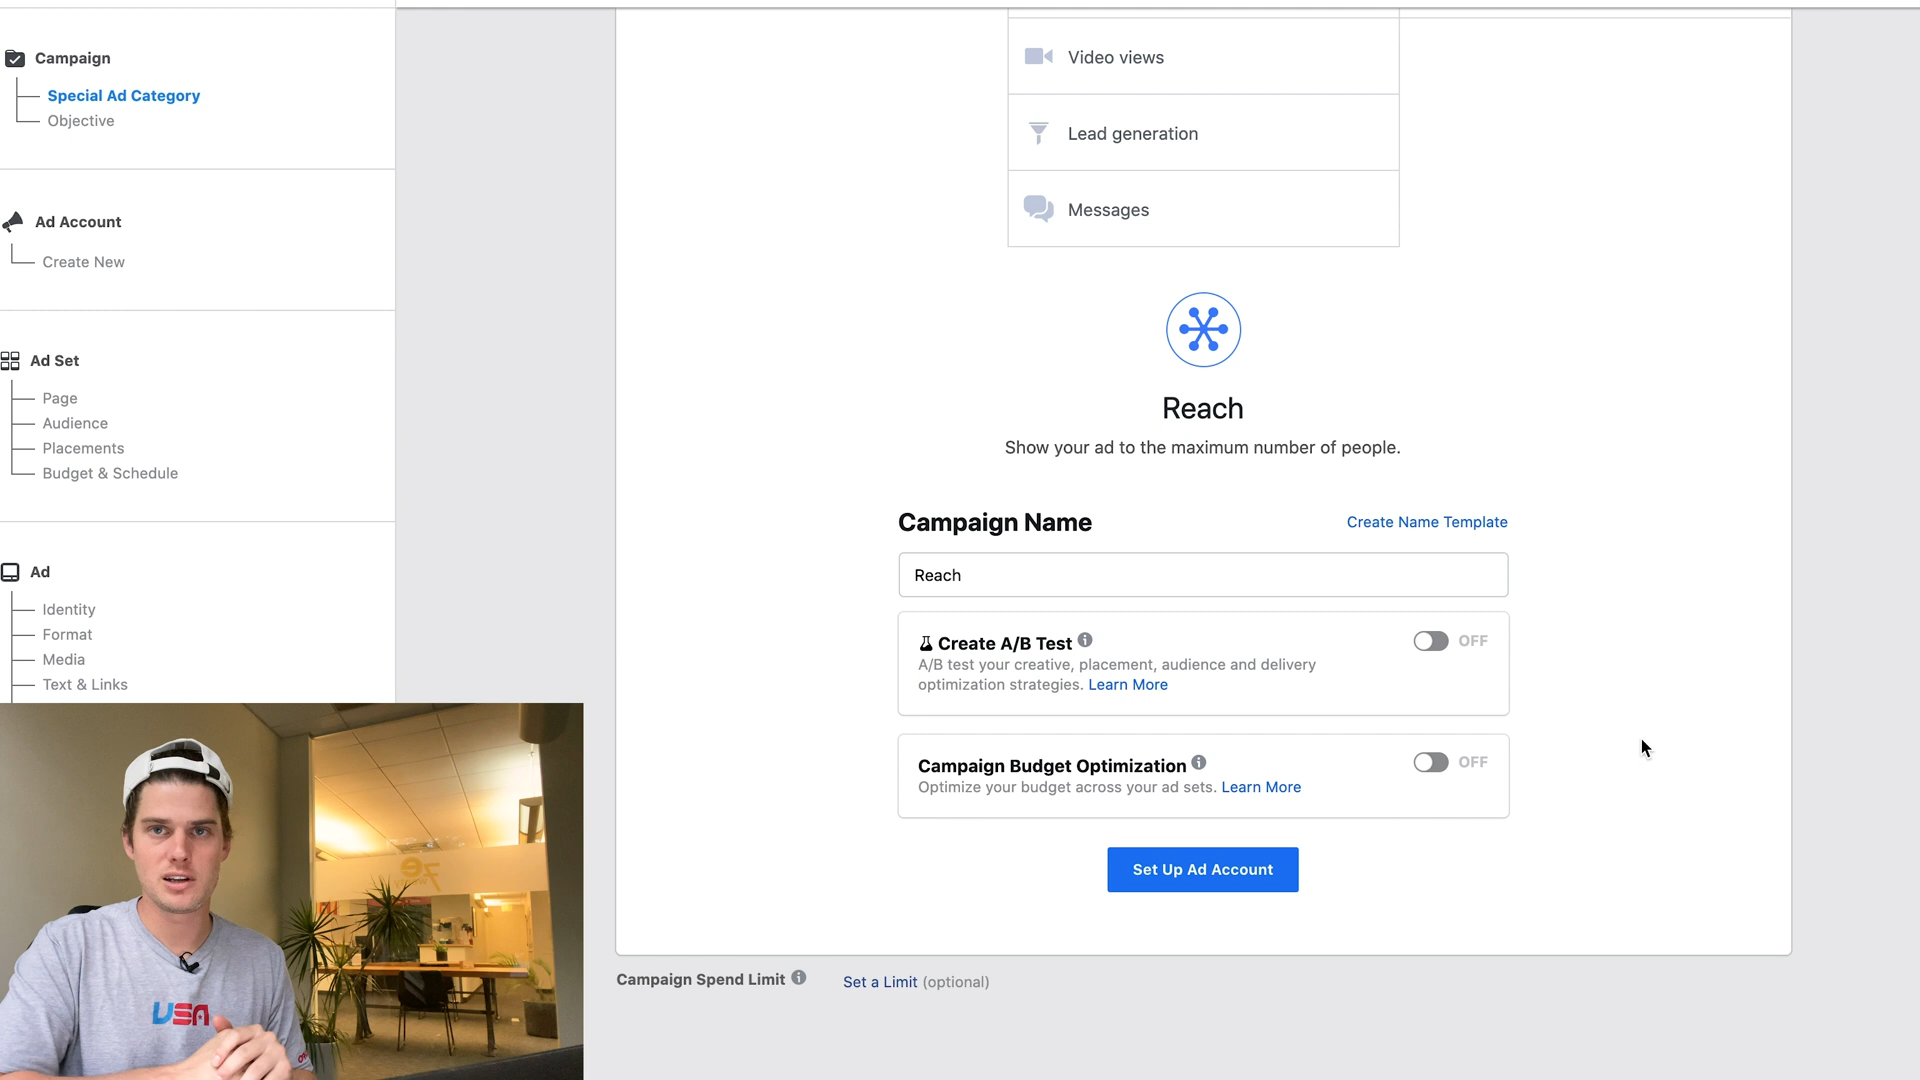 Campaign
Special Ad Category
Objective
Ad Account
Create New
Ad Set
Page
Audience
Placements
Budget & Schedule
Ad
Identity
Format
Media
Text & Links
Video views
Lead generation
Messages
Reach
Show your ad to the maximum number of people.
Campaign Name
Create Name Template
Reach
Create A/B Test
OFF
A/B test your creative, placement, audience and delivery
optimization strategies. Learn More
Campaign Budget Optimization
OFF
Optimize your budget across your ad sets. Learn More
Set Up Ad Account
Campaign Spend Limit
Set a Limit (optional)
USA